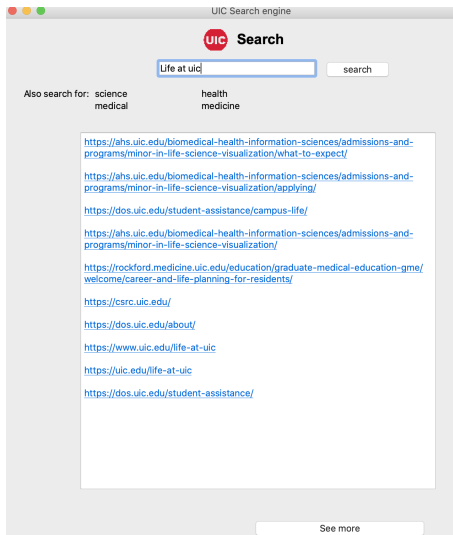 UIC Search engine
UIC Search
Life at uic search
Also search for: science health
medical medicine
https://ahs.uic.edu/biomedical-health-information-sciences/admissions-and-
programs/minor-in-life-science-visualization/what-to-expect/
https://ahs.uic.edu/biomedical-health-information-sciences/admissions-and-
programs/minor-in-life-science-visualization/applying/
https://dos.uic.edu/student-assistance/campus-life/
https://ahs.uic.edu/biomedical-health-information-sciences/admissions-and-
programs/minor-in-life-science-visualization/
https://rockford.medicine.uic.edu/education/graduate-medical-education-gme/
welcome/career-and-life-planning-for-residents/
https://csrc.uic.edu/
https://dos.uic.edu/about/
https://www.uic.edu/life-at-uic
https://uic.edu/life-at-uic
https://dos.uic.edu/student-assistance/
See more